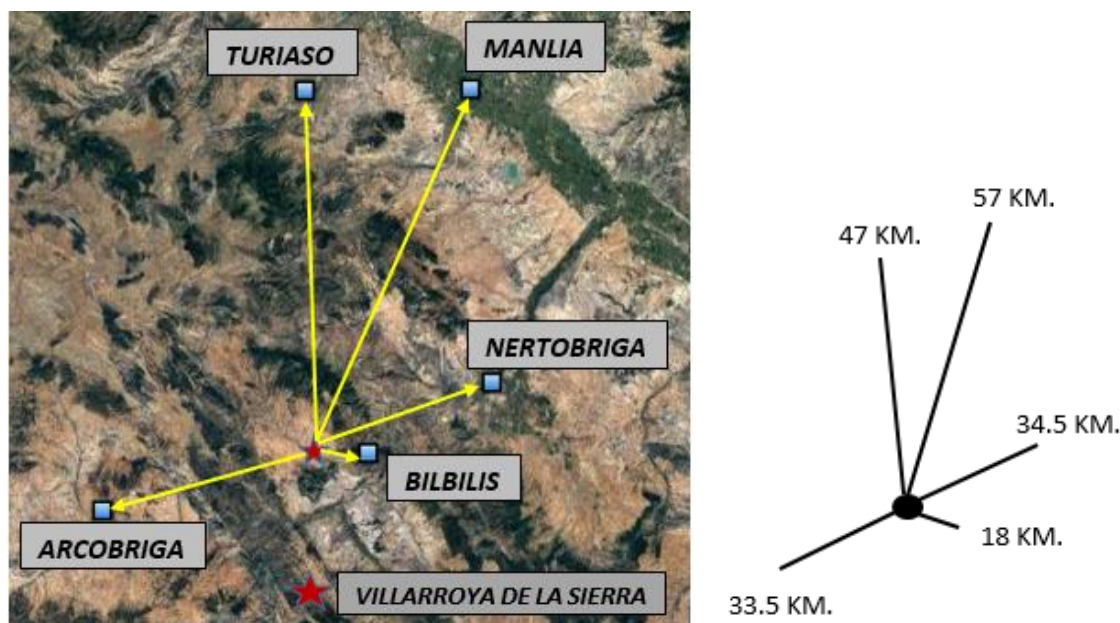 TURIASO
MANLIA
NERTOBRIGA
BILBILIS
ARCOBRIGA
VILLARROYA DE LA SIERRA
57 KM.
47 KM.
34.5 KM.
18 KM.
33.5 KM.